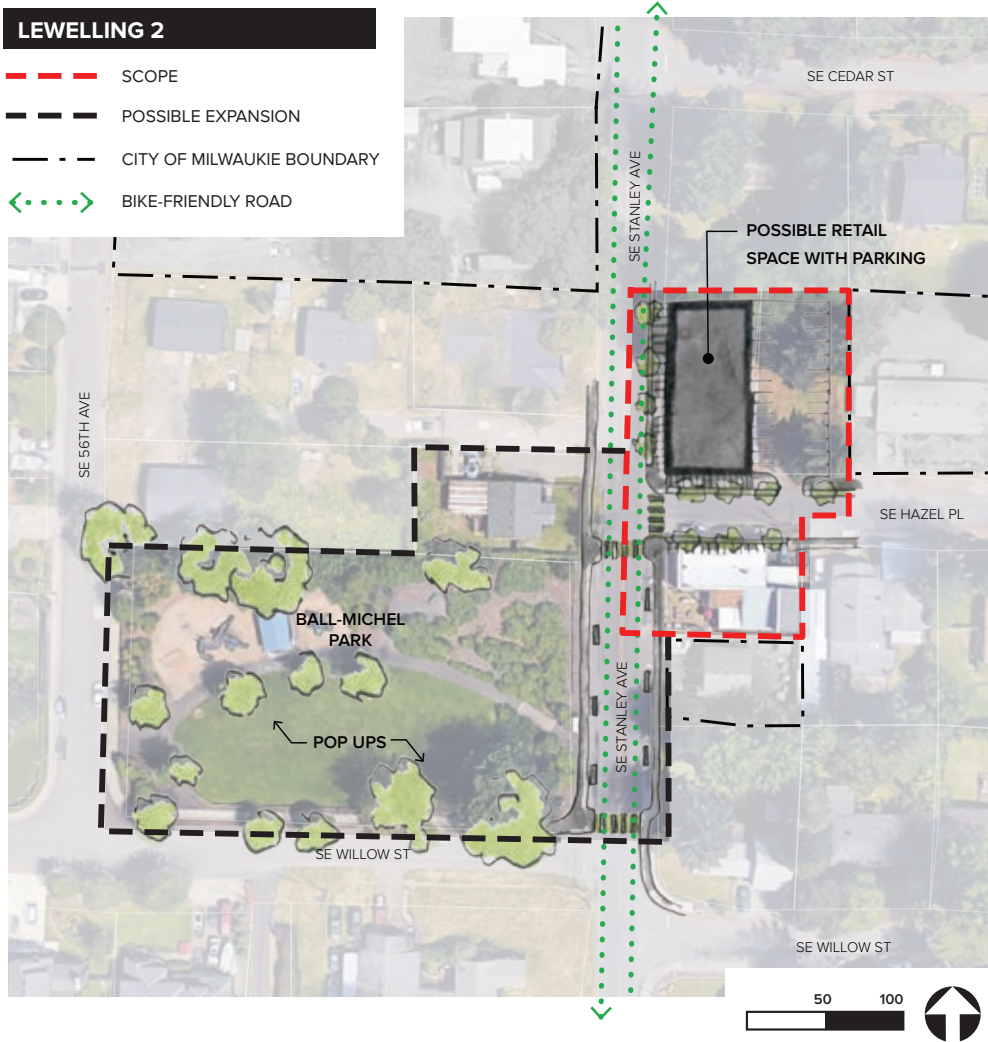 LEWELLING 2
SCOPE
POSSIBLE EXPANSION
CITY OF MILWAUKIE BOUNDARY
BIKE-FRIENDLY ROAD
SE CEDAR ST
SE STANLEY AVE
POSSIBLE RETAIL
SPACE WITH PARKING
SE 56TH AVE
SE HAZEL PL
BALL-MICHEL
PARK
POP UPS
SE STANLEY AVE
SE WILLOW ST
SE WILLOW ST
50 100